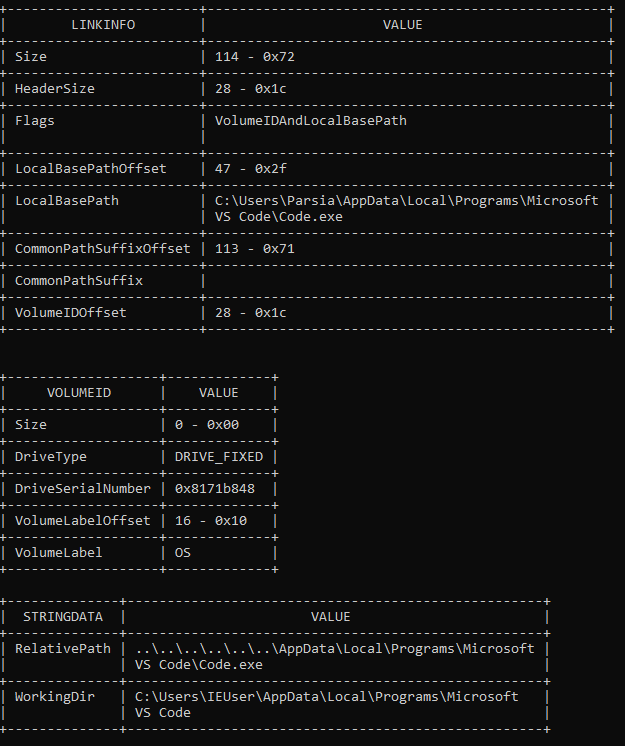 LINKINFO VALUE
Size 114 - 0x72
HeaderSize 28 - 0x1c
Flags VolumeIDAndLocalBasePath
LocalBasePathOffset 47 - 0x2f
LocalBasePath C:\Users\Parsia\AppData\Local\Programs\Microsoft
VS Code\Code.exe
CommonPathSuffixOffset 113 - 0x71
CommonPathSuffix
VolumeIDOffset 28 - 0x1c
VOLUMEID VALUE
Size 0 - 0x00
DriveType DRIVE_FIXED
DriveSerialNumber 0x8171b848
VolumeLabelOffset 16 - 0x10
VolumeLabel OS
STRINGDATA VALUE
RelativePath ..\..\..\..\..\..\AppData\Local\Programs\Microsoft
VS Code\Code.exe
WorkingDir C:\Users\IEUser\AppData\Local\Programs\Microsoft
VS Code